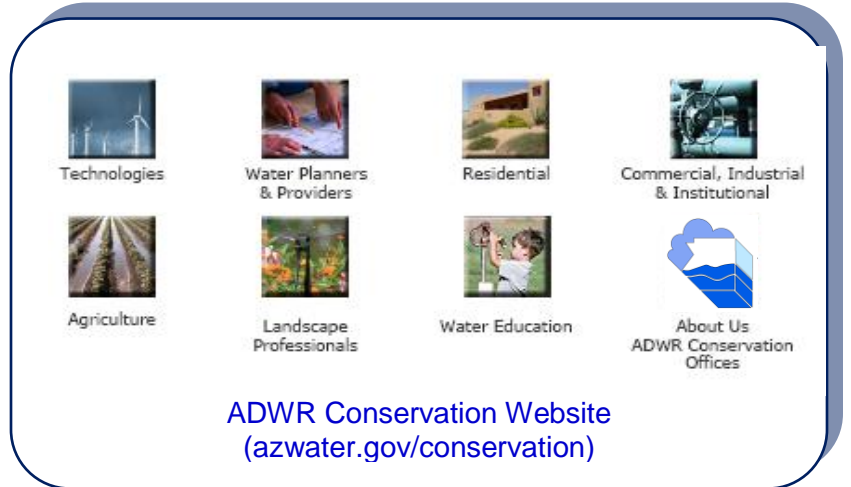 Technologies
Water Planners
& Providers
Residential
Commercial, Industrial
& Institutional
Agriculture
Landscape
Professionals
Water Education
About Us
ADWR Conservation
Offices
ADWR Conservation Website
(azwater.gov/conservation)